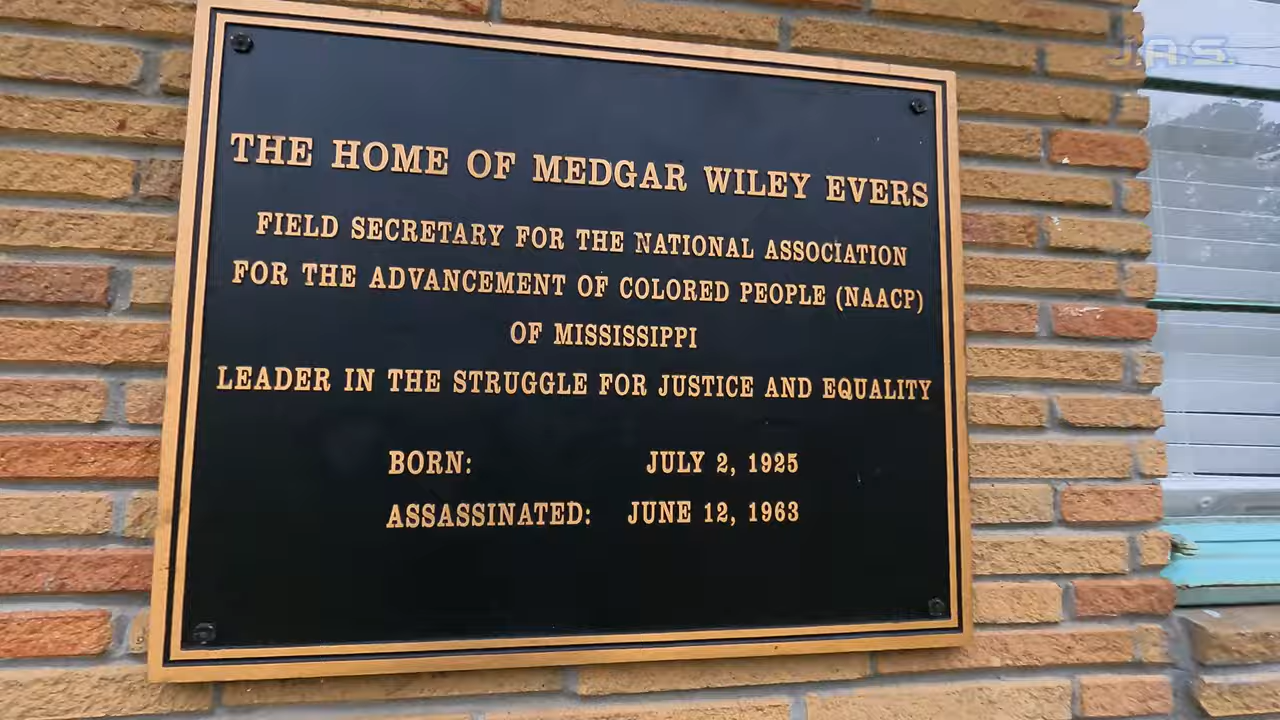 J.A.S.
THE HOME OF MEDGAR WILEY EVERS
FIELD SECRETARY FOR THE NATIONAL ASSOCIATION
FOR THE ADVANCEMENT OF COLORED PEOPLE (NAACP)
OF MISSISSIPPI
LEADER IN THE STRUGGLE FOR JUSTICE AND EQUALITY
BORN: JULY 2, 1925
ASSASSINATED: JUNE 12, 1963